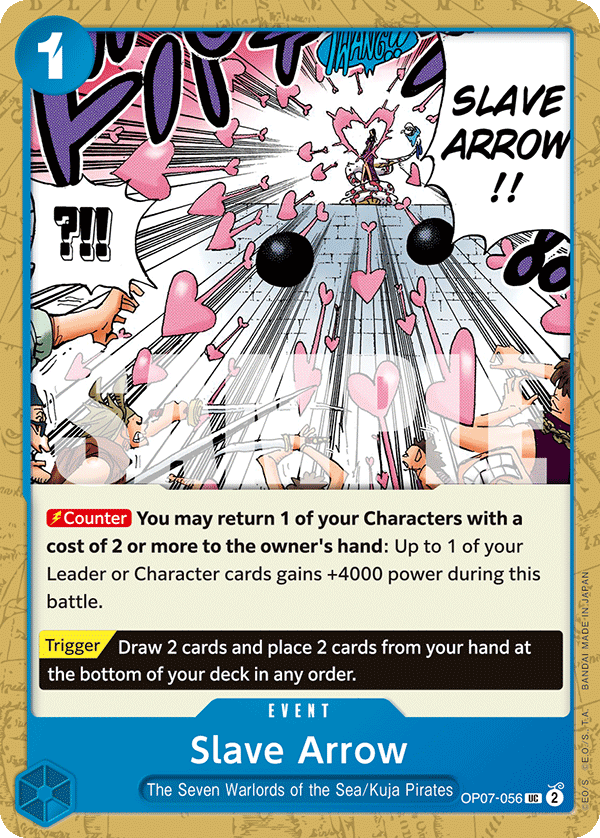 1
TWANG!!
SLAVE
ARROW
!!
?!!
SAMPLE
Counter You may return 1 of your Characters with a
cost of 2 or more to the owner's hand: Up to 1 of your
Leader or Character cards gains +4000 power during this
battle.
Trigger Draw 2 cards and place 2 cards from your hand at
the bottom of your deck in any order.
EVENT
Slave Arrow
The Seven Warlords of the Sea/Kuja Pirates
OP07-056 UC 2
BANDAI MADE IN JAPAN